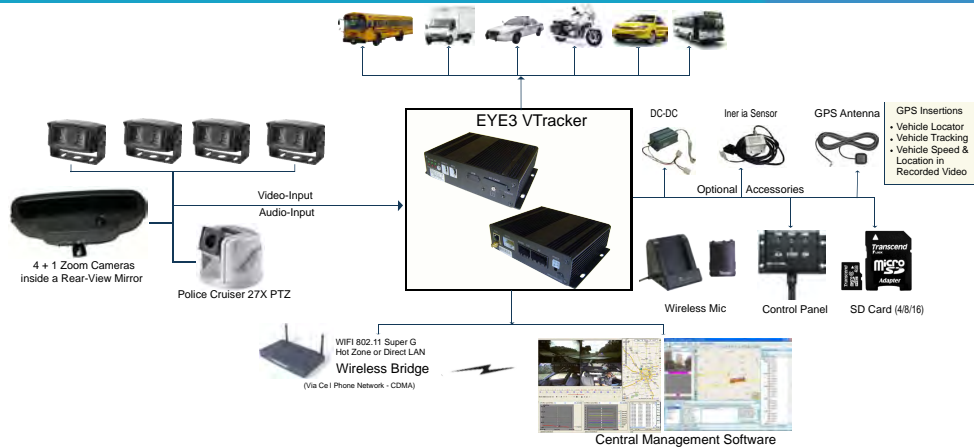 EYE3 VTracker
DC-DC
Iner ia Sensor
GPS Antenna
GPS Insertions
• Vehicle Locator
• Vehicle Tracking
• Vehicle Speed &
Location in
Recorded Video
Video-Input
Audio-Input
Optional Accessories
4 + 1 Zoom Cameras
inside a Rear-View Mirror
Police Cruiser 27X PTZ
Transcend
micro
SD
Adapter
Wireless Mic
Control Panel
SD Card (4/8/16)
WIFI 802.11 Super G
Hot Zone or Direct LAN
Wireless Bridge
(Via Ce l Phone Network - CDMA)
Central Management Software